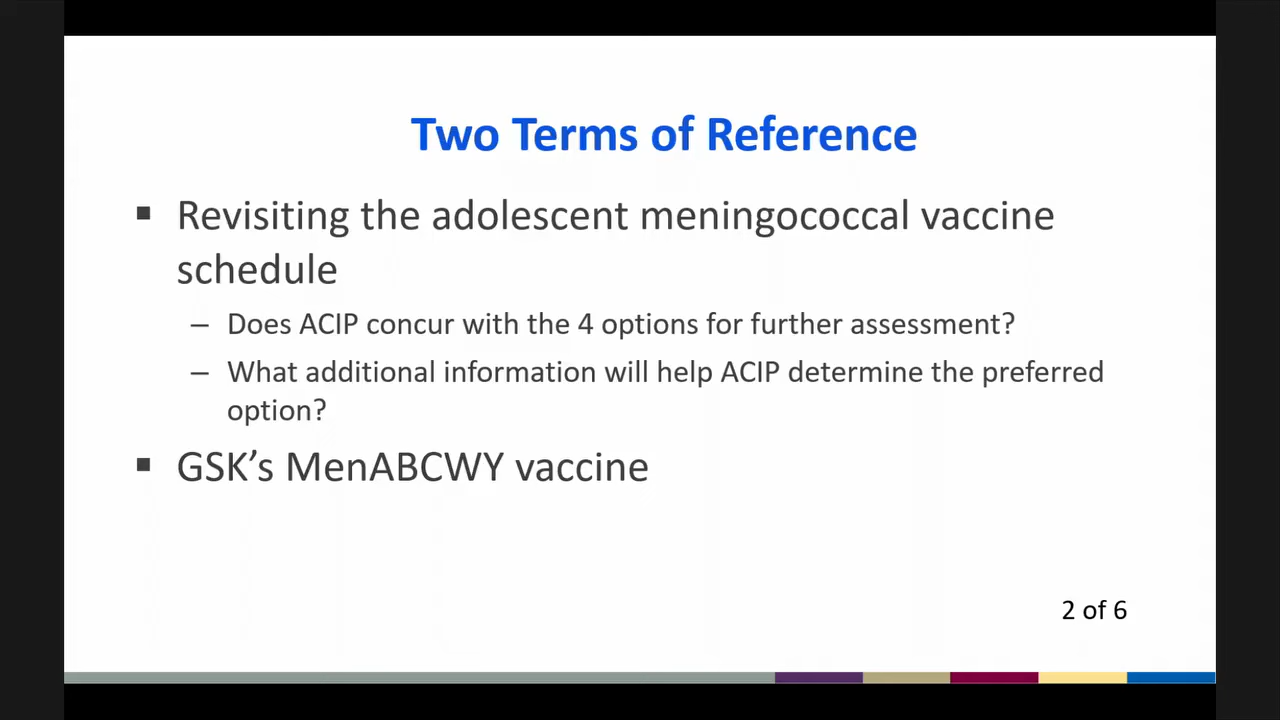 Two Terms of Reference
▪ Revisiting the adolescent meningococcal vaccine
schedule
– Does ACIP concur with the 4 options for further assessment?
– What additional information will help ACIP determine the preferred
option?
▪ GSK’s MenABCWY vaccine
2 of 6